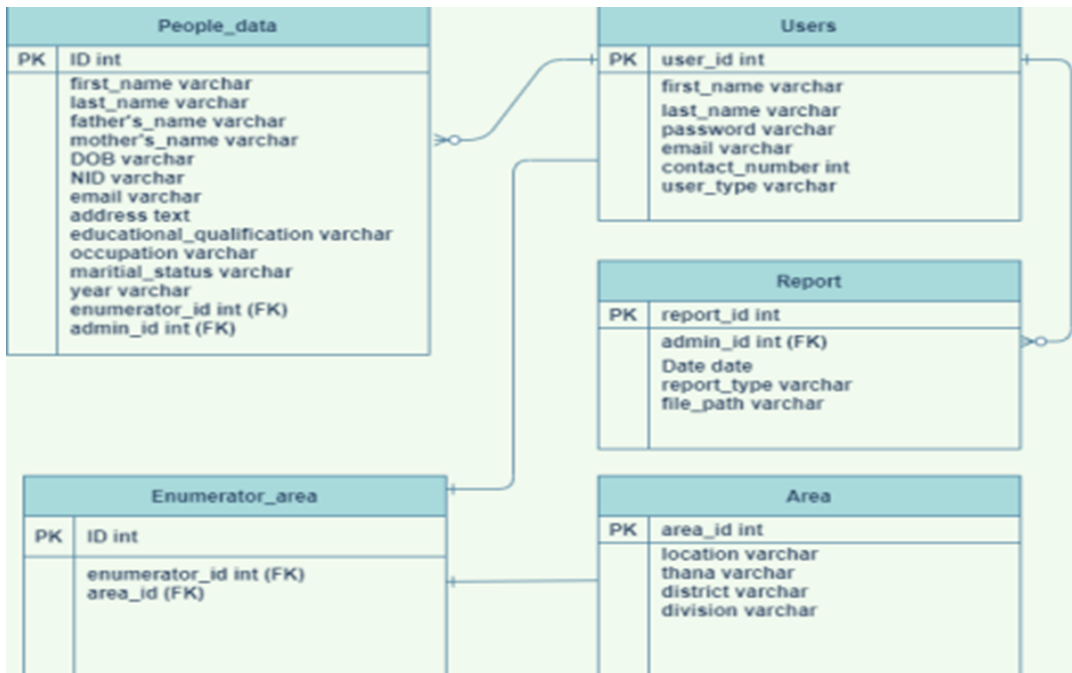 People_data
PK ID int
first_name varchar
last_name varchar
father's_name varchar
mother's_name varchar
DOB varchar
NID varchar
email varchar
address text
educational_qualification varchar
occupation varchar
maritial_status varchar
year varchar
enumerator_id int (FK)
admin_id int (FK)
Users
PK user_id int
first_name varchar
last_name varchar
password varchar
email varchar
contact_number int
user_type varchar
Report
PK report_id int
admin_id int (FK)
Date date
report_type varchar
file_path varchar
Enumerator_area
PK ID int
enumerator_id int (FK)
area_id (FK)
Area
PK area_id int
location varchar
thana varchar
district varchar
division varchar